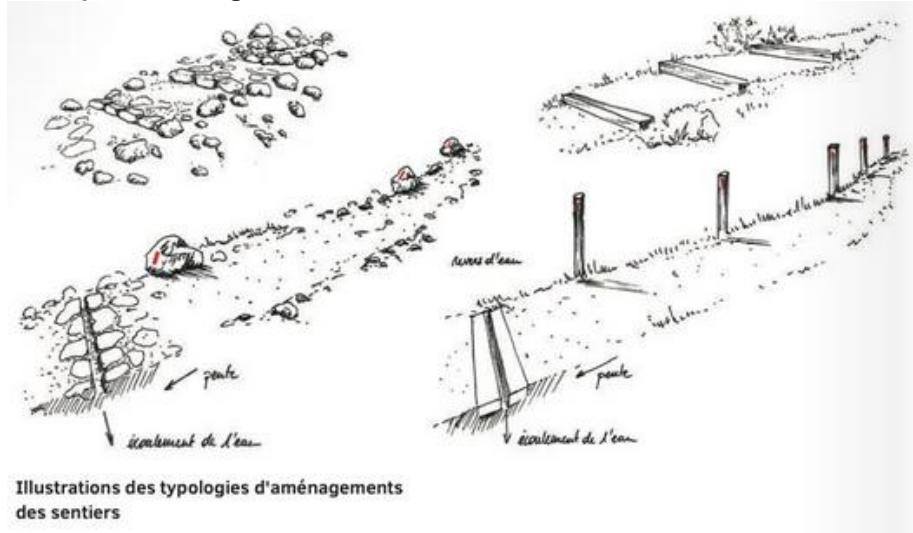 revers d'eau
pente
pente
écoulement de l'eau
écoulement de l'eau
Illustrations des typologies d'aménagements
des sentiers